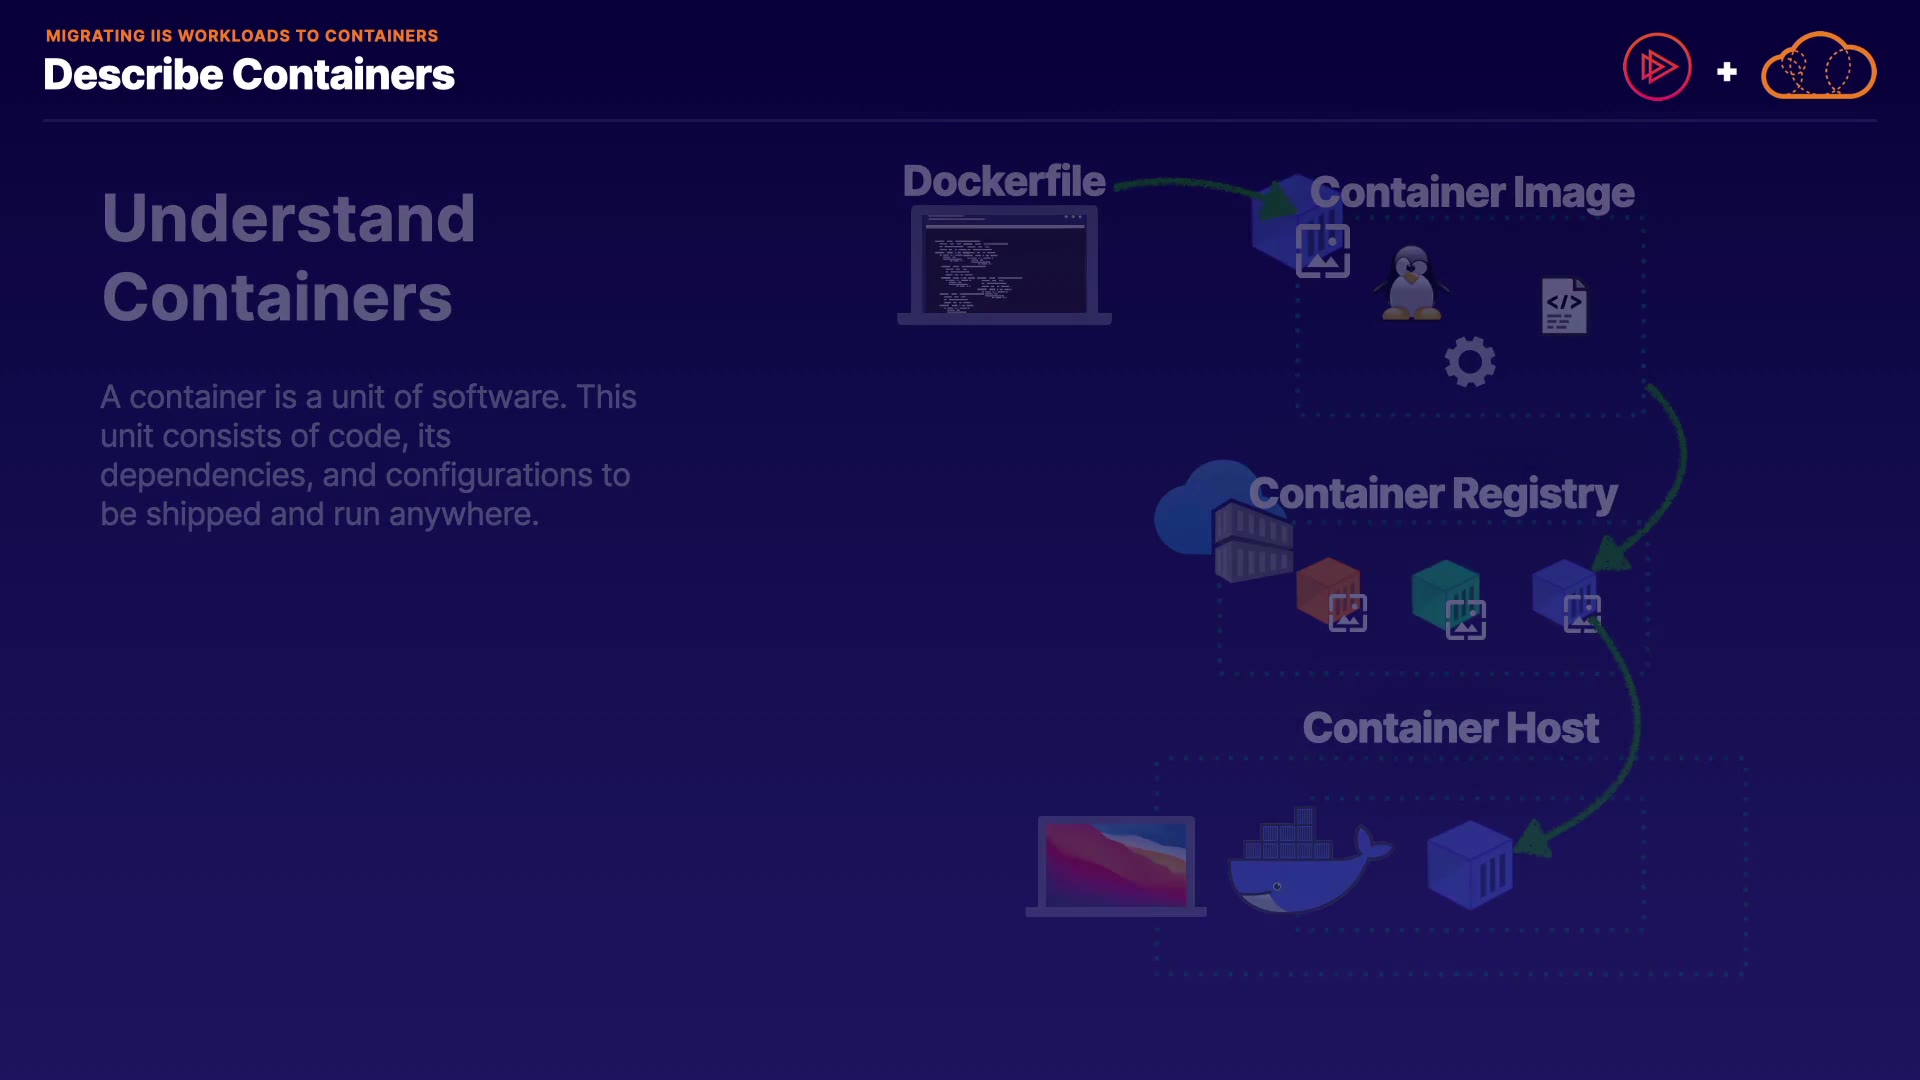 MIGRATING IIS WORKLOADS TO CONTAINERS
Describe Containers
Understand
Containers
A container is a unit of software. This
unit consists of code, its
dependencies, and configurations to
be shipped and run anywhere.
Dockerfile
Container Image
</>
Container Registry
Container Host